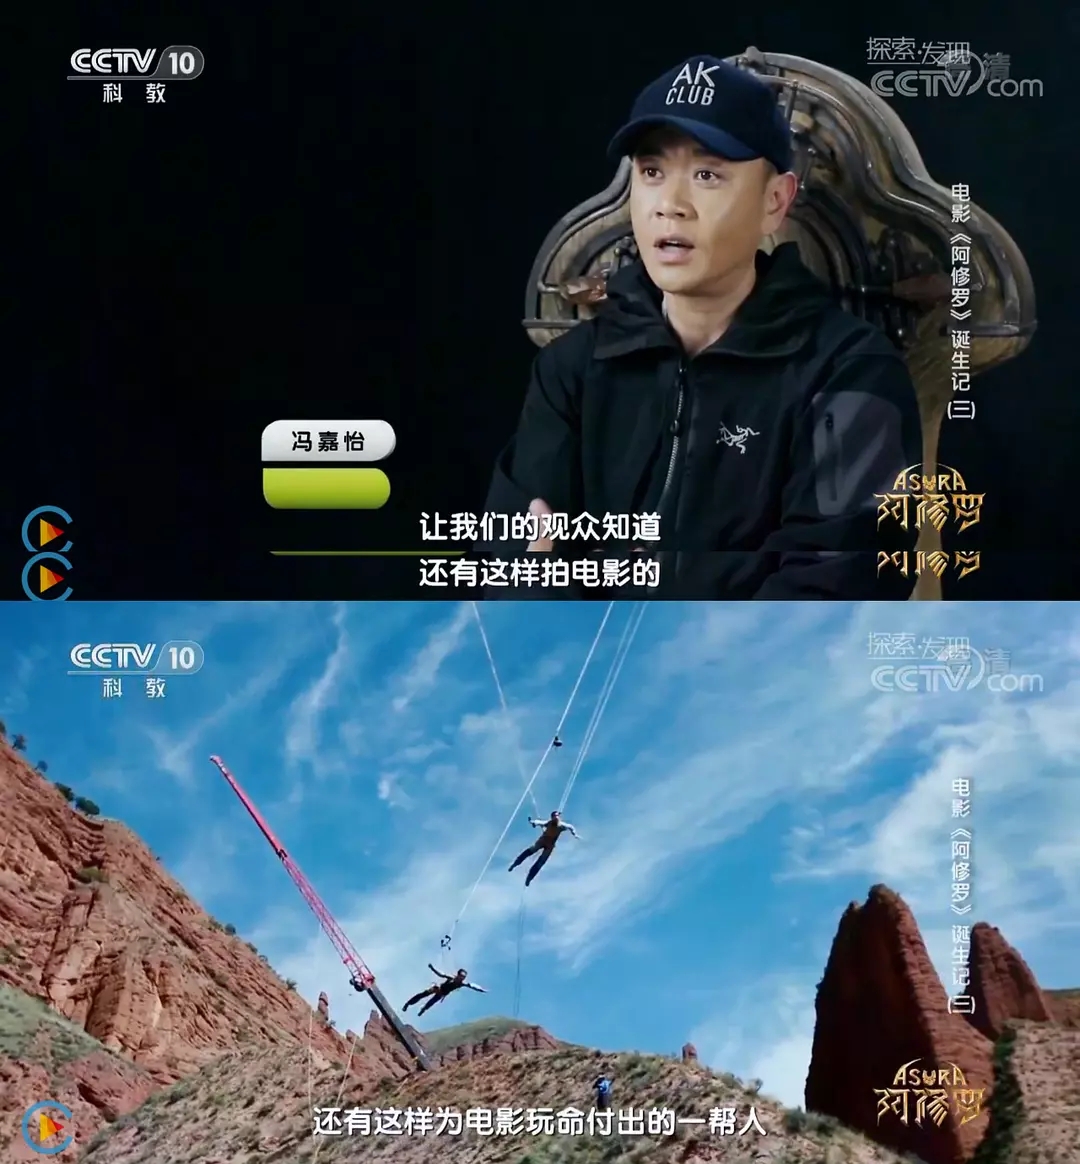 CCTV 10
科教
探索·发现
CCTV.com
AK
CLUB
电影《阿修罗》诞生记(三)
冯嘉怡
ASURA
阿修罗
让我们的观众知道
还有这样拍电影的
CCTV 10
科教
探索·发现
CCTV.com
电影《阿修罗》诞生记(三)
ASURA
阿修罗
还有这样为电影玩命付出的一帮人